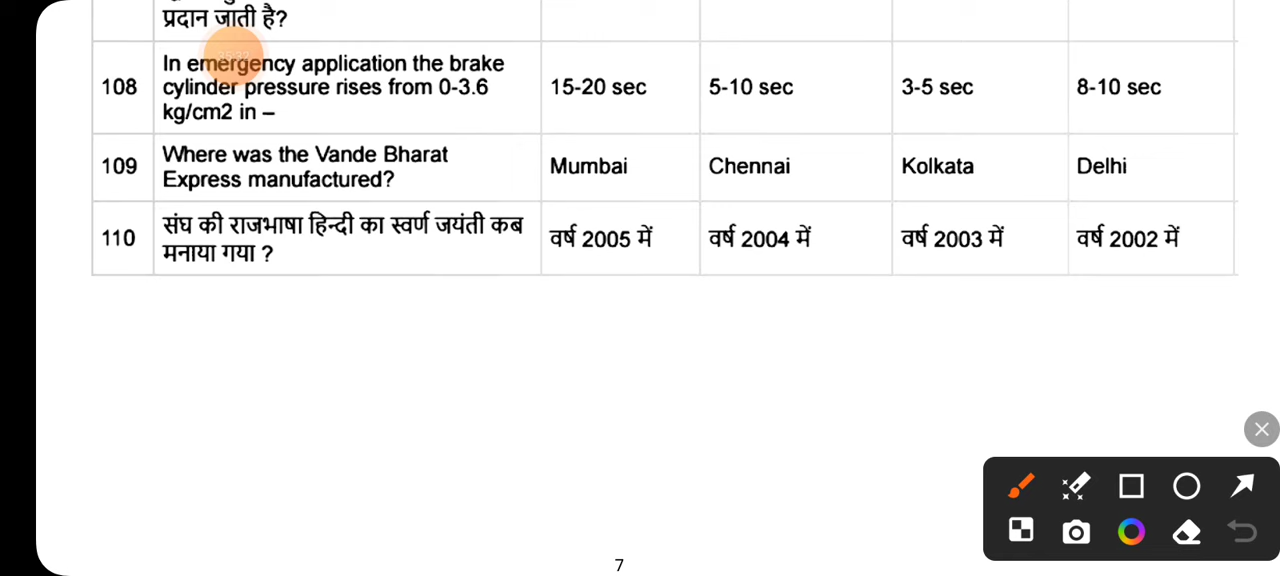 प्रदान जाती है?
108 In emergency application the brake cylinder pressure rises from 0-3.6 kg/cm2 in – 15-20 sec 5-10 sec 3-5 sec 8-10 sec
109 Where was the Vande Bharat Express manufactured? Mumbai Chennai Kolkata Delhi
110 संघ की राजभाषा हिन्दी का स्वर्ण जयंती कब मनाया गया ? वर्ष 2005 में वर्ष 2004 में वर्ष 2003 में वर्ष 2002 में
7